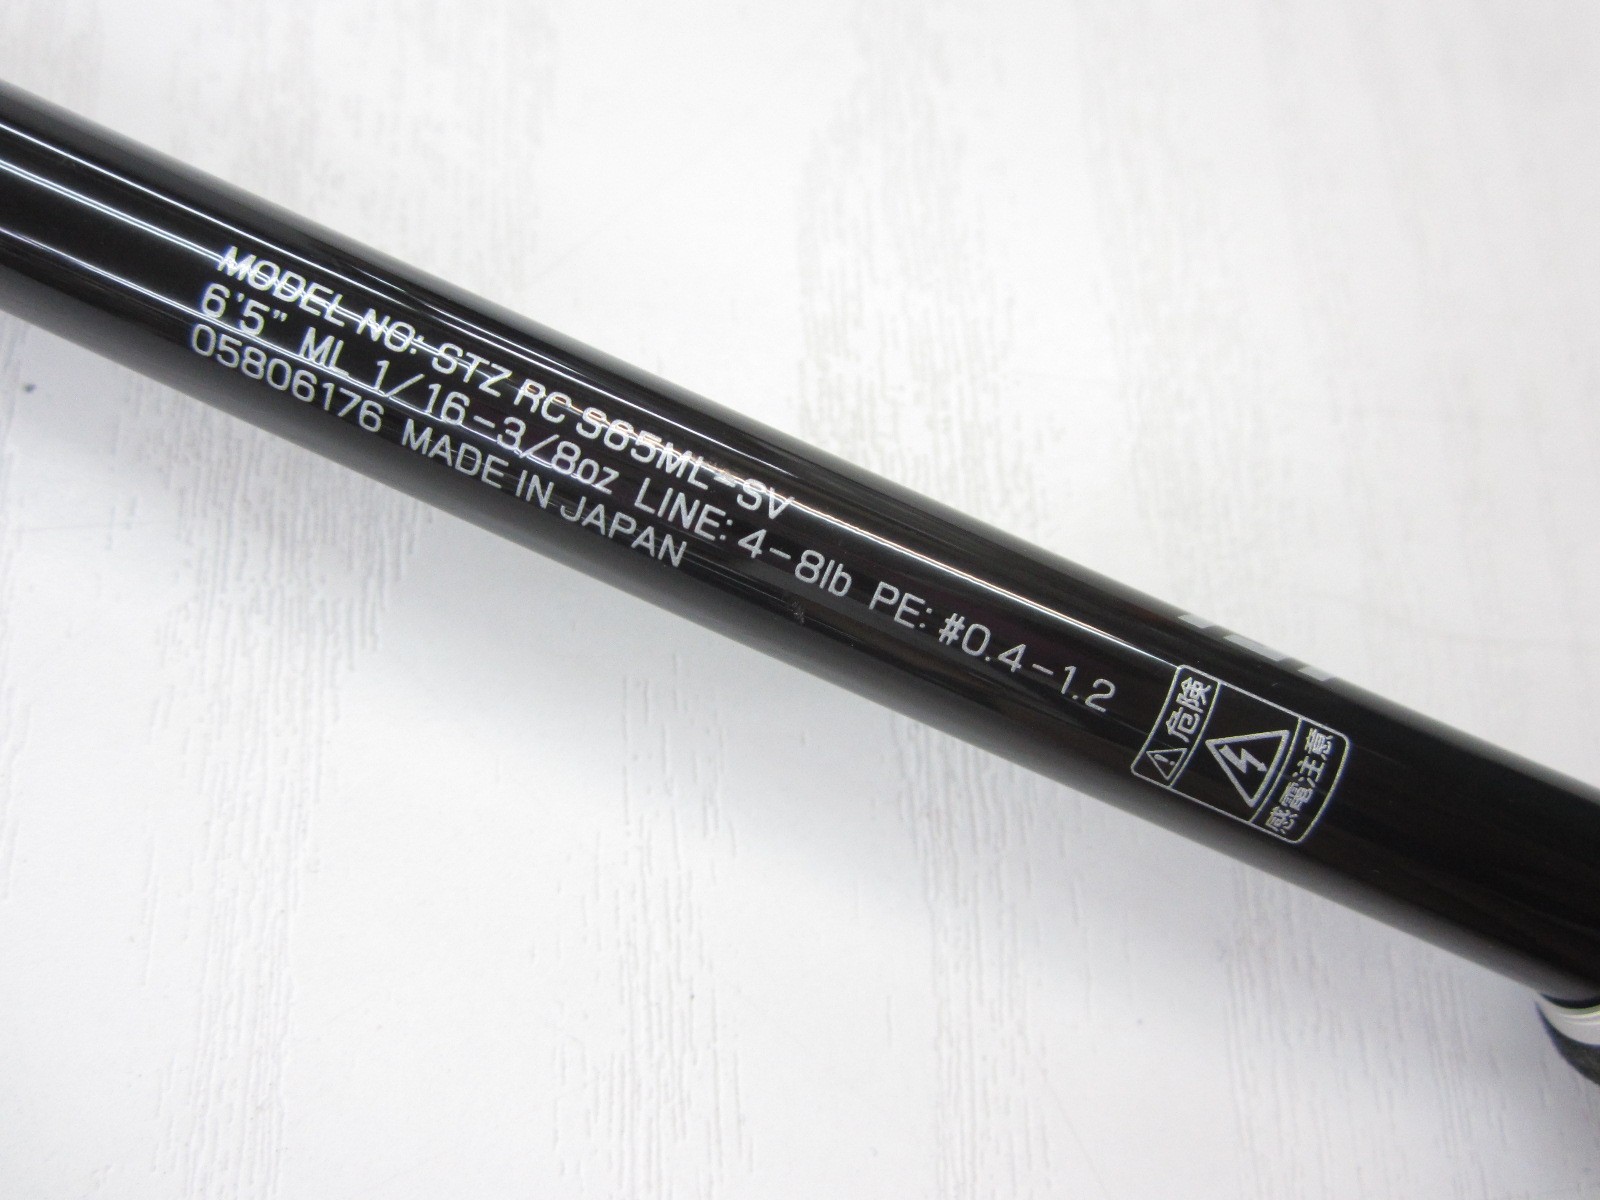 MODEL NO: STZ RC S65ML-SV
6'5" ML 1/16-3/8oz LINE: 4-8lb PE: #0.4-1.2
05806176 MADE IN JAPAN
⚠危険
感電注意